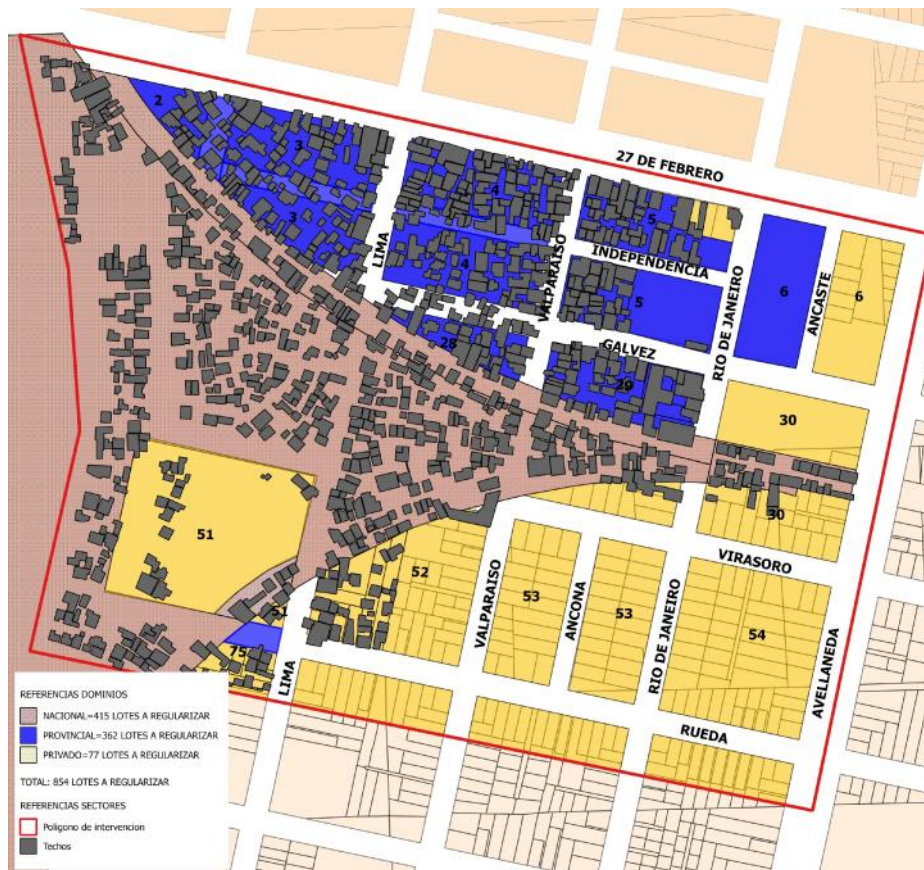 27 DE FEBRERO
2
3
3
4
4
5
INDEPENDENCIA
LIMA
VALPARAISO
5
6
6
RIO DE JANEIRO
ANCASTE
28
GALVEZ
29
30
30
51
VIRASORO
52
53
53
54
51
75
VALPARAISO
ANCONA
RIO DE JANEIRO
AVELLANEDA
LIMA
RUEDA
REFERENCIAS DOMINIOS
NACIONAL=415 LOTES A REGULARIZAR
PROVINCIAL=362 LOTES A REGULARIZAR
PRIVADO=77 LOTES A REGULARIZAR
TOTAL: 854 LOTES A REGULARIZAR
REFERENCIAS SECTORES
Poligono de intervencion
Techos